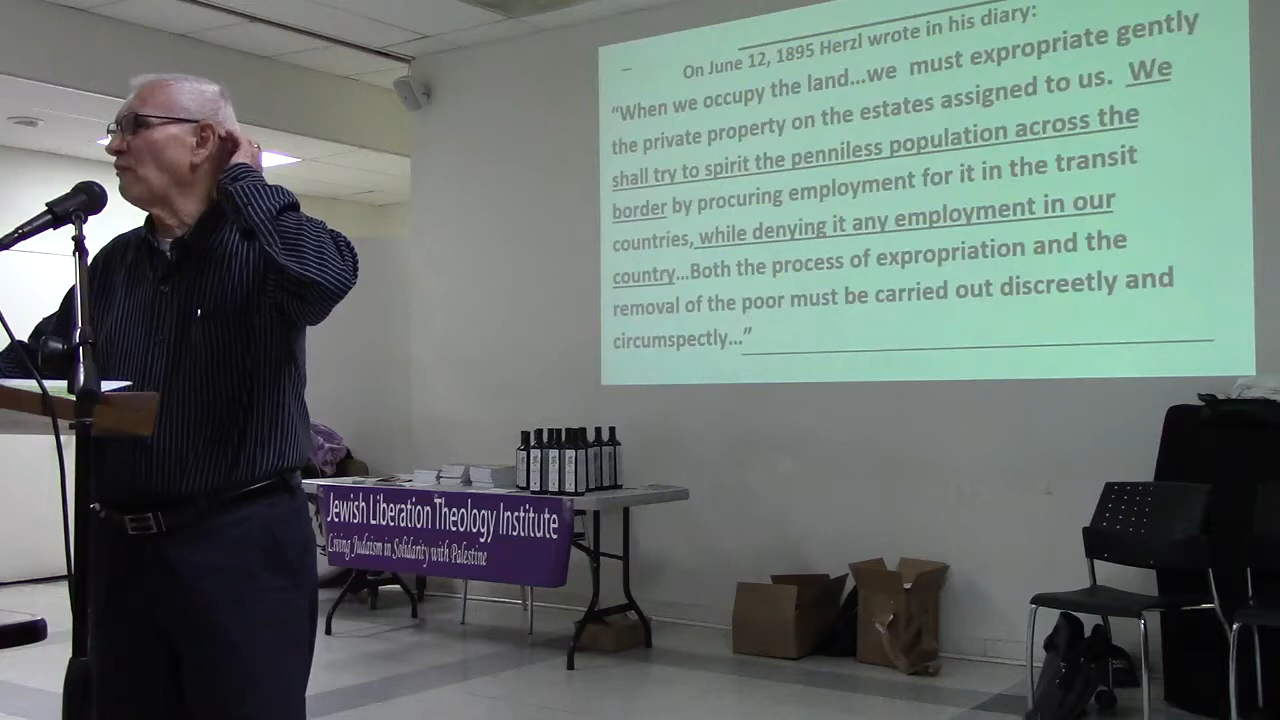 On June 12, 1895 Herzl wrote in his diary:
“When we occupy the land...we must expropriate gently
the private property on the estates assigned to us. We
shall try to spirit the penniless population across the
border by procuring employment for it in the transit
countries, while denying it any employment in our
country...Both the process of expropriation and the
removal of the poor must be carried out discreetly and
circumspectly...”
Jewish Liberation Theology Institute
Living Judaism in Solidarity with Palestine